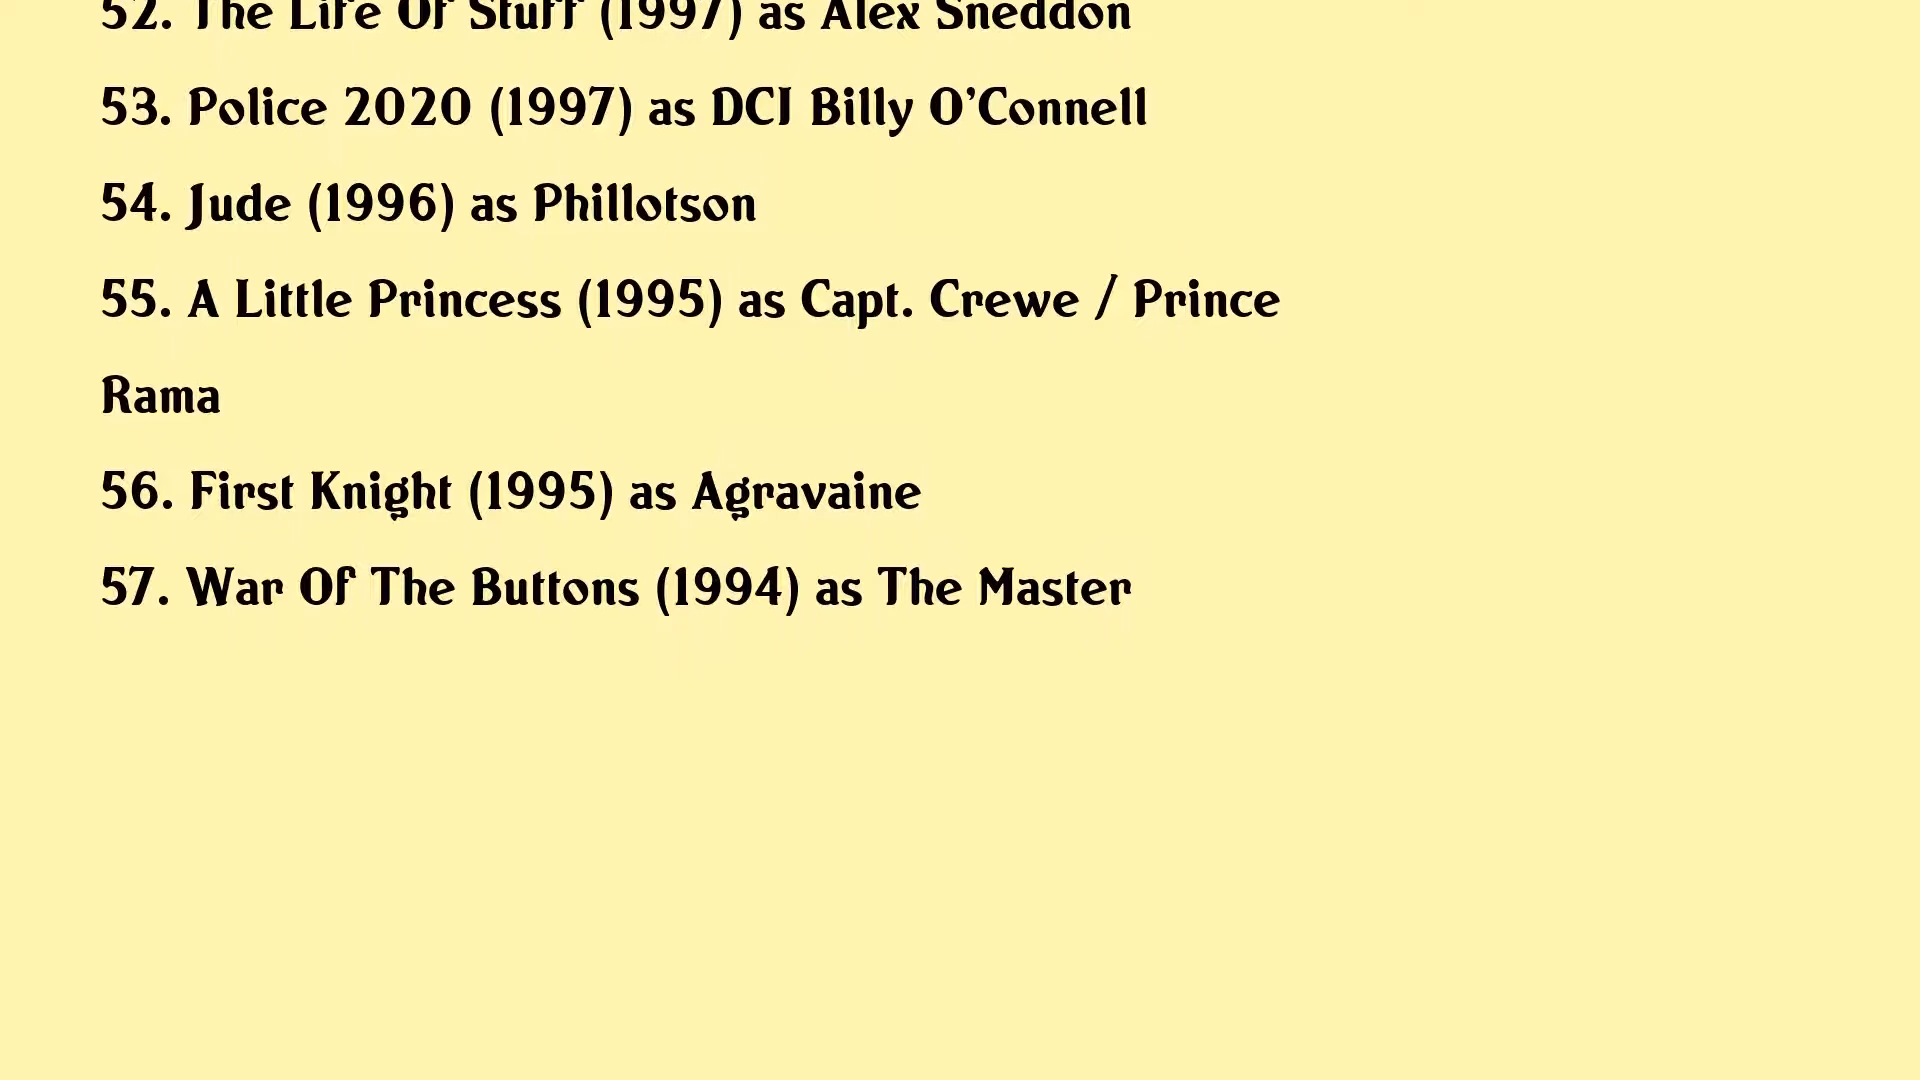 52. The Life Of Stuff (1997) as Alex Sneddon
53. Police 2020 (1997) as DCI Billy O’Connell
54. Jude (1996) as Phillotson
55. A Little Princess (1995) as Capt. Crewe / Prince
Rama
56. First Knight (1995) as Agravaine
57. War Of The Buttons (1994) as The Master